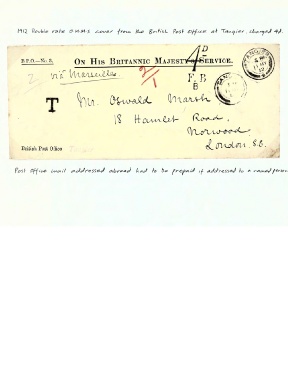 1912 Double rate O.H.M.S cover from the British Post Office at Tangier charged 4d.
B.P.O.—No. 2.
ON HIS BRITANNIC MAJESTY'S SERVICE.
4D
via Marseilles
F.B
B
TANGIER
T
Mr. Oswald Marsh
18 Hamlet Road,
Norwood
London S.E.
British Post Office
Post office mail addressed abroad had to be prepaid if addressed to a named person.